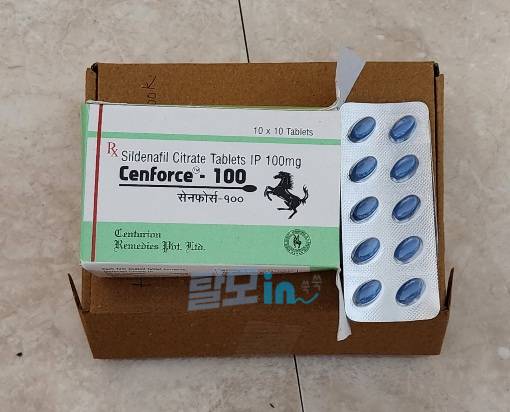 10 x 10 Tablets
Rx Sildenafil Citrate Tablets IP 100mg
Cenforce™ - 100
सेनफोर्स-१००
Centurion
Remedies Pvt. Ltd.
탈모in